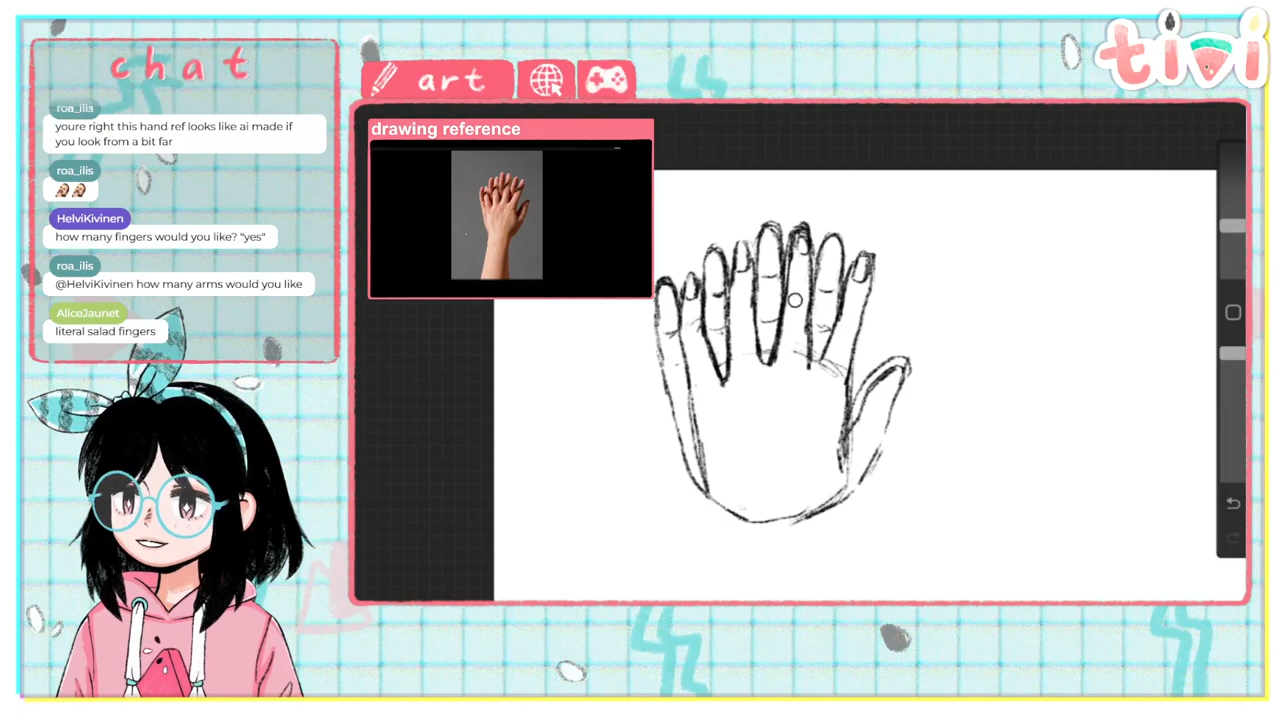 chat
roa_ilis
youre right this hand ref looks like ai made if
you look from a bit far
roa_ilis
HelviKivinen
how many fingers would you like? "yes"
roa_ilis
@HelviKivinen how many arms would you like
AliceJaunet
literal salad fingers
art
drawing reference
tivi